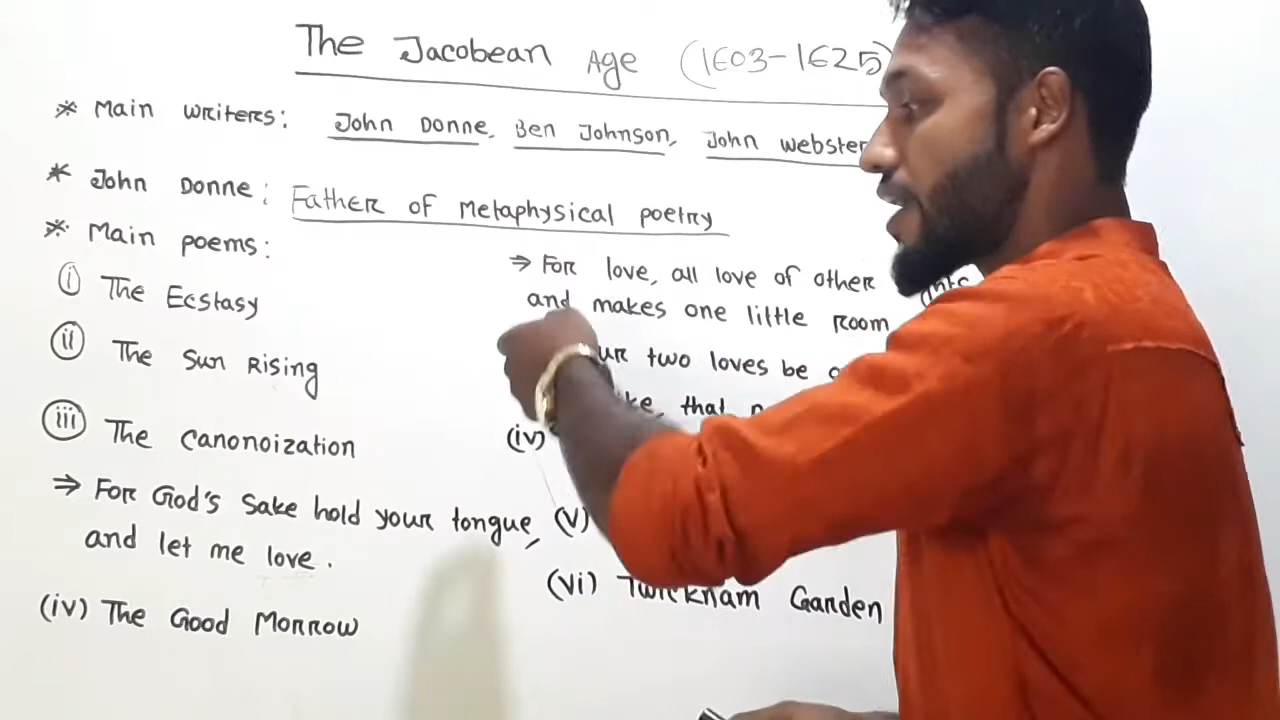 The Jacobean Age (1603-1625)
* Main writers: John Donne, Ben Johnson, John webster
* John Donne: Father of Metaphysical poetry
* Main poems:
(i) The Ecstasy
(ii) The Sun Rising
(iii) The Canonoization
⇒ For God's Sake hold your tongue,
and let me love.
(iv) The Good Morrow
⇒ For love, all love of other
and makes one little Room
two loves be
that
(iv)
(v)
(vi) Twicknam Garden